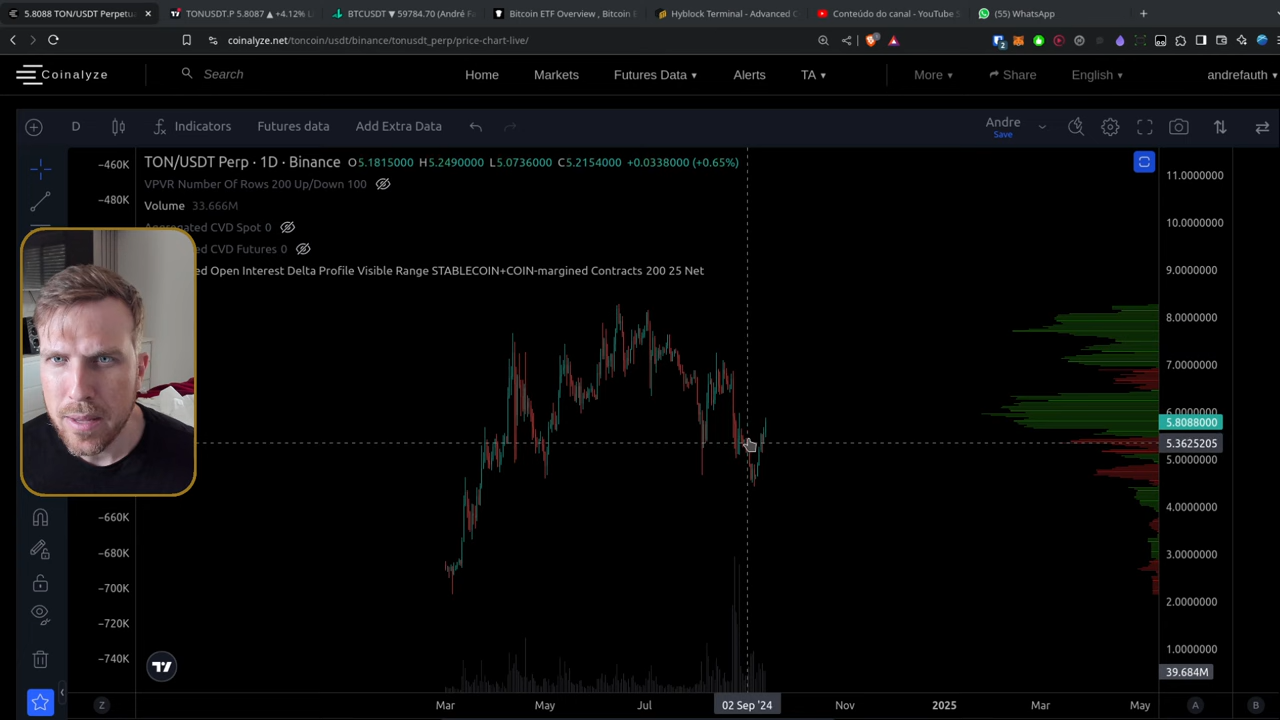 5.8088 TON/USDT Perpetua
TONUSDT.P 5.8087 ▲ +4.12% L
BTCUSDT ▼ 59784.70 (André Fa
Bitcoin ETF Overview , Bitcoin E
Hyblock Terminal - Advanced C
Conteúdo do canal - YouTube S
(55) WhatsApp
coinalyze.net/toncoin/usdt/binance/tonusdt_perp/price-chart-live/
Coinalyze
Search
Home
Markets
Futures Data
Alerts
TA
More
Share
English
andrefauth
D
Indicators
Futures data
Add Extra Data
Andre
Save
TON/USDT Perp · 1D · Binance O5.1815000 H5.2490000 L5.0736000 C5.2154000 +0.0338000 (+0.65%)
VPVR Number Of Rows 200 Up/Down 100
Volume 33.666M
Aggregated CVD Spot 0
ed CVD Futures 0
ed Open Interest Delta Profile Visible Range STABLECOIN+COIN-margined Contracts 200 25 Net
−460K
−480K
−660K
−680K
−700K
−720K
−740K
11.0000000
10.0000000
9.0000000
8.0000000
7.0000000
6.0000000
5.8088000
5.3625205
5.0000000
4.0000000
3.0000000
2.0000000
1.0000000
39.684M
Z
Mar
May
Jul
02 Sep '24
Nov
2025
Mar
May
A
B